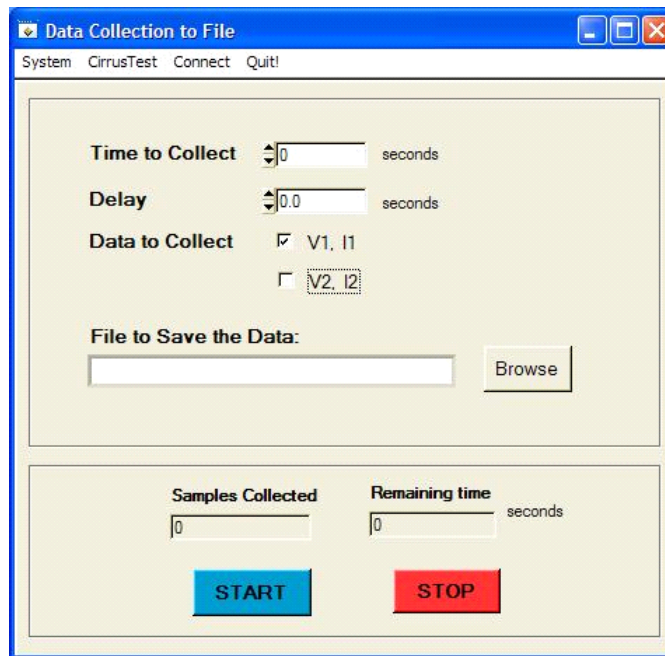 Data Collection to File
System CirrusTest Connect Quit!
Time to Collect 0 seconds
Delay 0.0 seconds
Data to Collect V1, I1
V2, I2
File to Save the Data:
Browse
Samples Collected Remaining time
0 0 seconds
START STOP